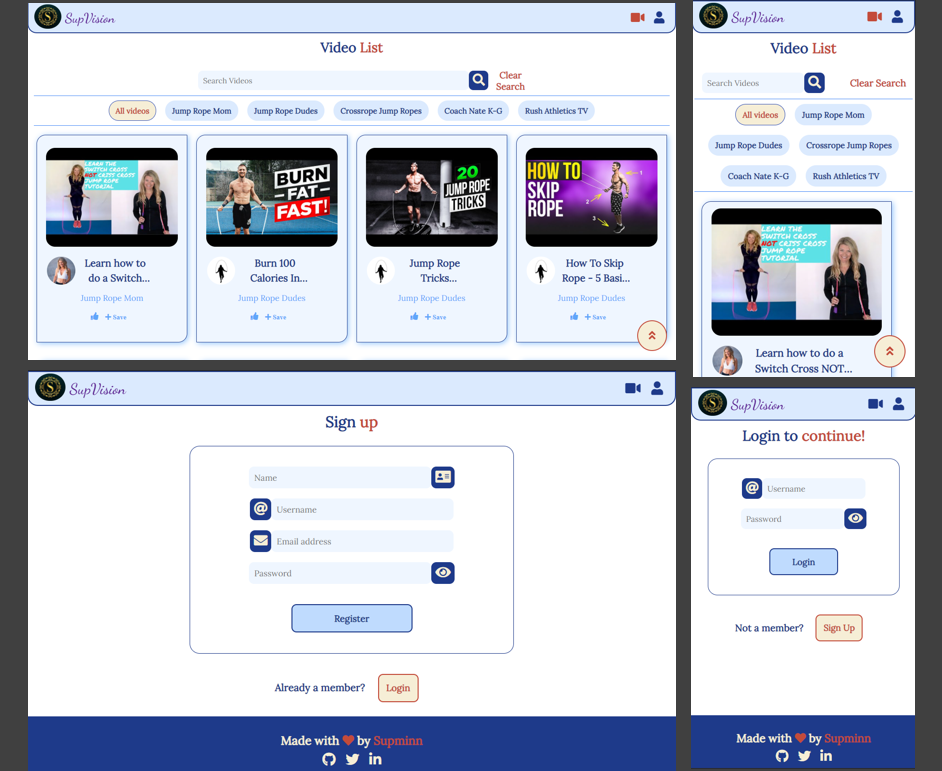 SupVision
Video List
Search Videos
Clear
Search
All videos
Jump Rope Mom
Jump Rope Dudes
Crossrope Jump Ropes
Coach Nate K-G
Rush Athletics TV
LEARN THE
SWITCH CROSS
NOT CRISS CROSS
JUMP ROPE
TUTORIAL
Learn how to
do a Switch...
Jump Rope Mom
+ Save
BURN
-FAT-
FAST!
Burn 100
Calories In...
Jump Rope Dudes
+ Save
20
JUMP ROPE
TRICKS
Jump Rope
Tricks...
Jump Rope Dudes
+ Save
HOW TO
SKIP
ROPE
1
2
3
How To Skip
Rope - 5 Basi...
Jump Rope Dudes
+ Save
SupVision
Video List
Search Videos
Clear Search
All videos
Jump Rope Mom
Jump Rope Dudes
Crossrope Jump Ropes
Coach Nate K-G
Rush Athletics TV
LEARN THE
SWITCH CROSS
NOT CRISS CROSS
JUMP ROPE
TUTORIAL
Learn how to do a
Switch Cross NOT...
SupVision
Sign up
Name
@ Username
Email address
Password
Register
Already a member?
Login
Made with ❤ by Supminn
SupVision
Login to continue!
@ Username
Password
Login
Not a member?
Sign Up
Made with ❤ by Supminn